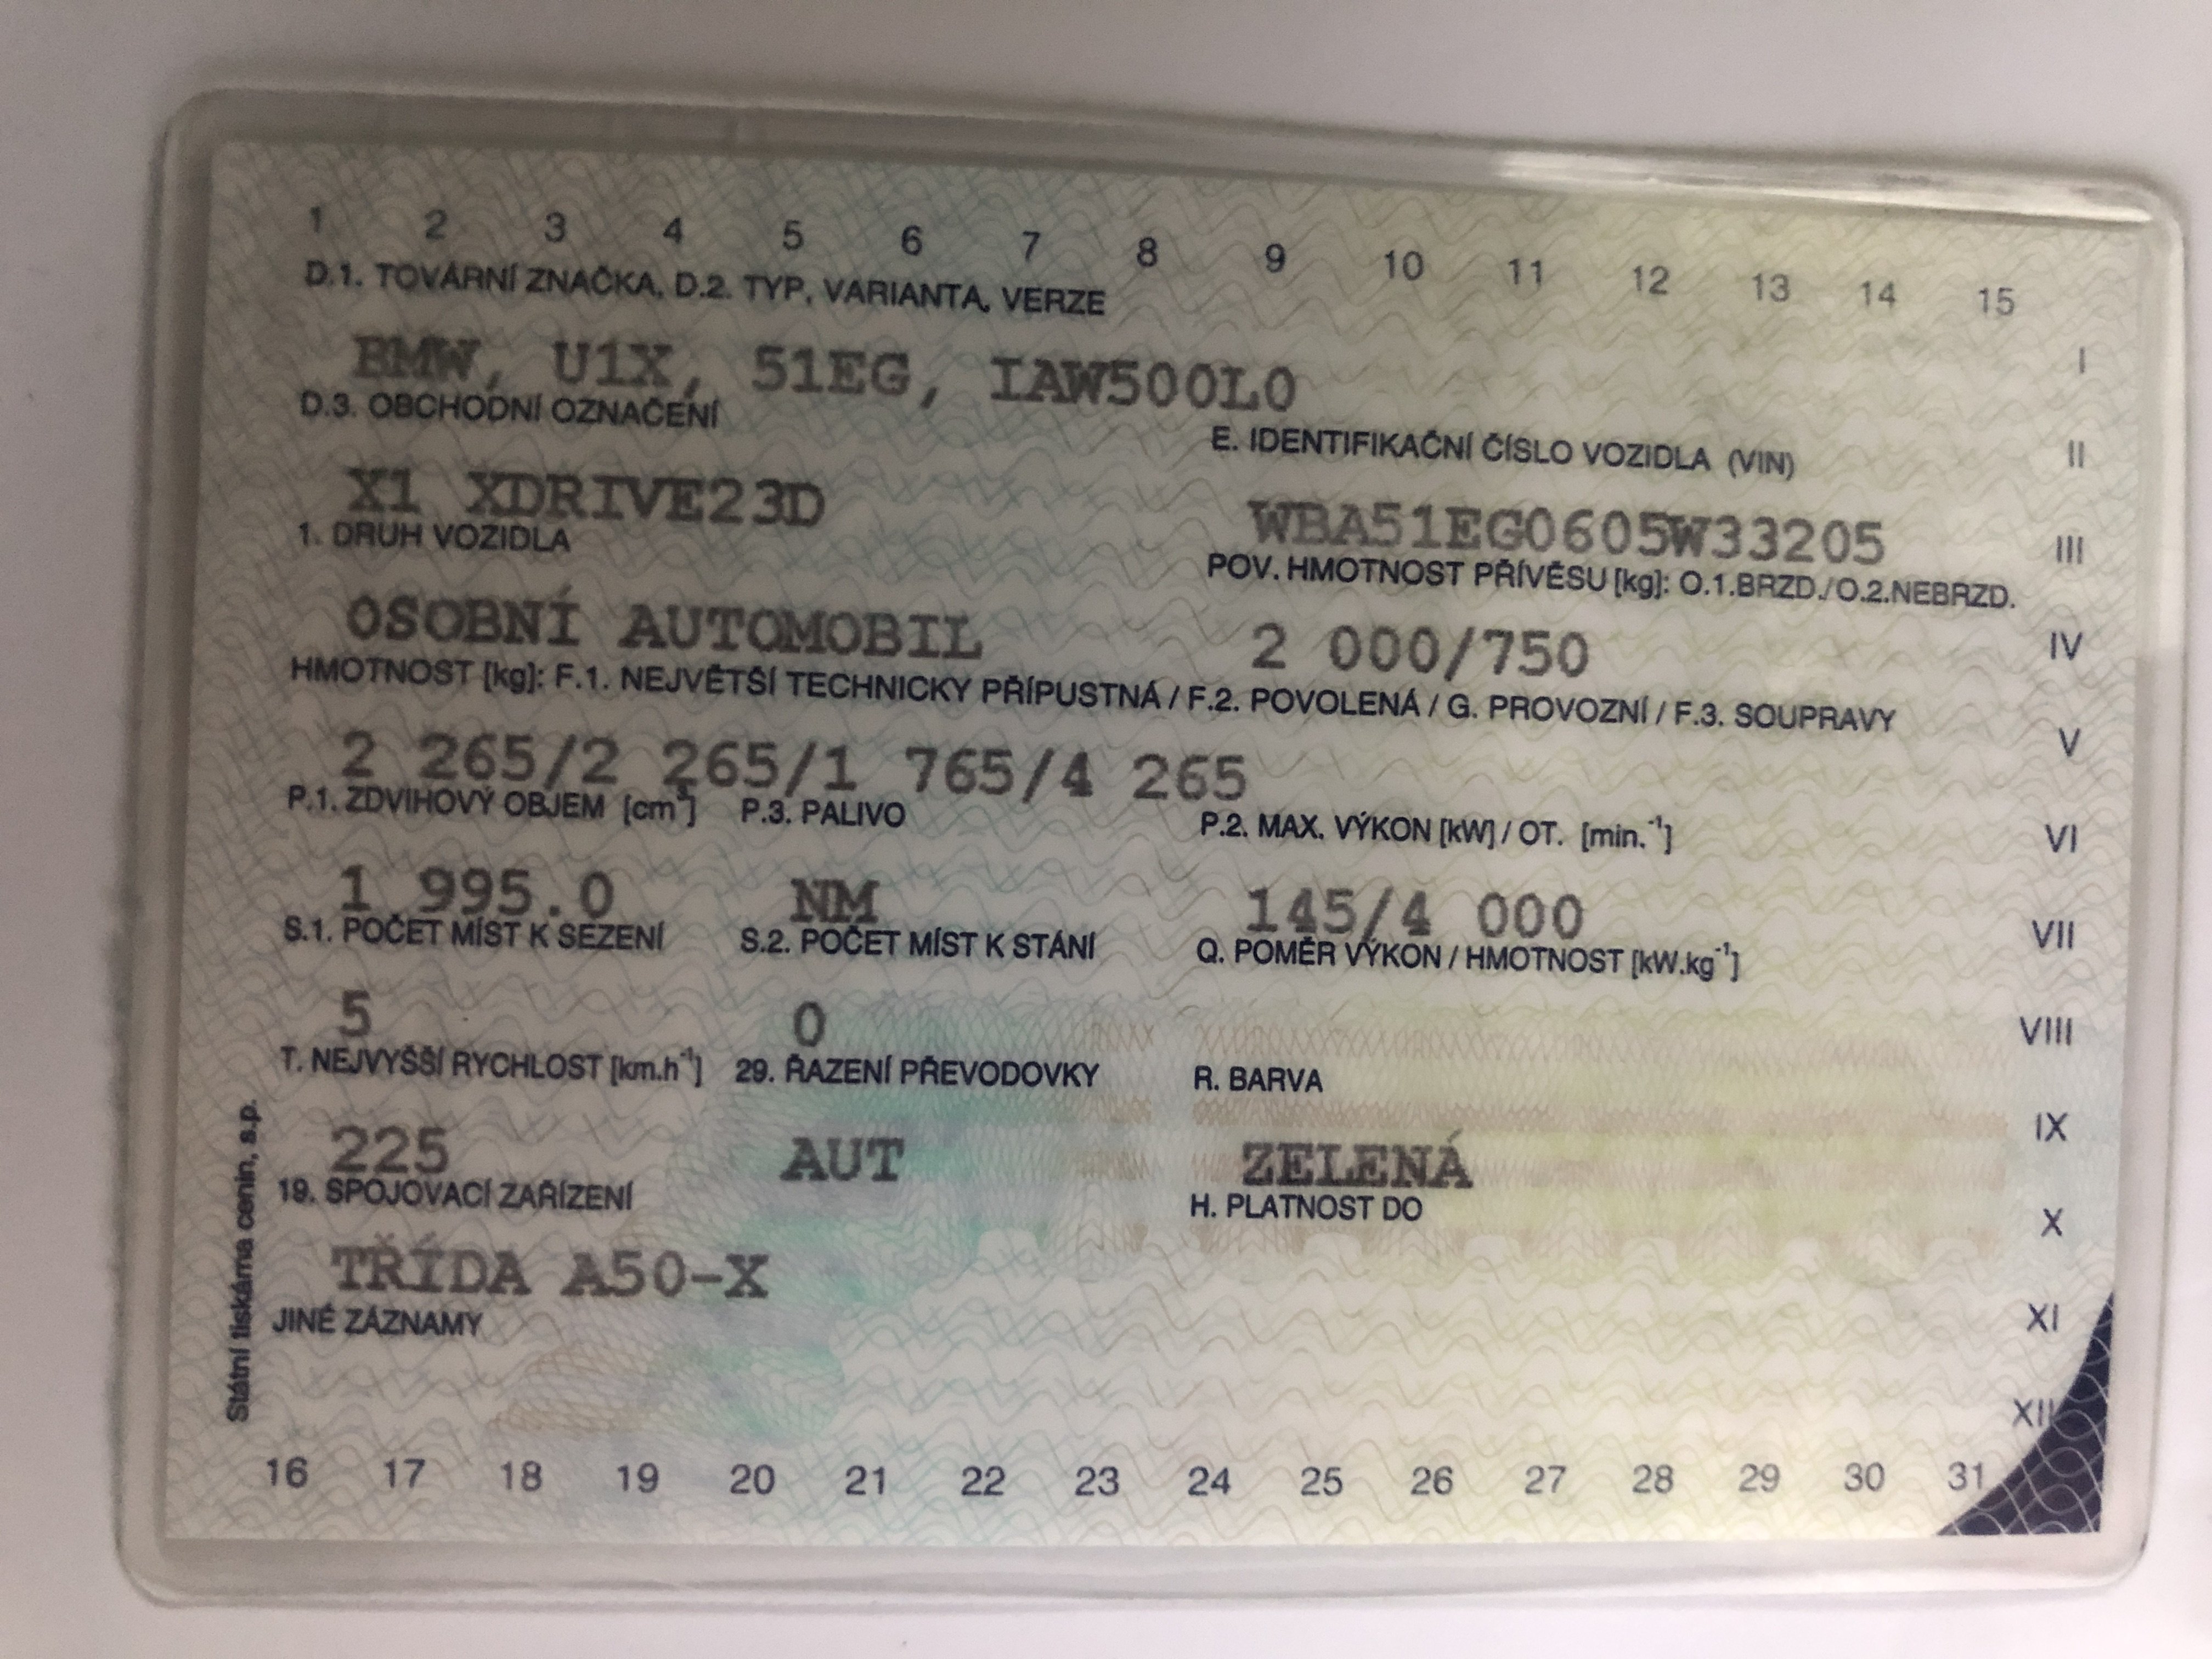 1 2 3 4 5 6 7 8 9 10 11 12 13 14 15
D.1. TOVÁRNÍ ZNAČKA, D.2. TYP, VARIANTA, VERZE
I
BMW, U1X, 51EG, IAW500L0
D.3. OBCHODNÍ OZNAČENÍ
E. IDENTIFIKAČNÍ ČÍSLO VOZIDLA (VIN)
II
X1 XDRIVE23D
WBA51EG0605W33205
1. DRUH VOZIDLA
POV. HMOTNOST PŘÍVĚSU [kg]: O.1.BRZD./O.2.NEBRZD.
III
OSOBNÍ AUTOMOBIL
2 000/750
IV
HMOTNOST [kg]: F.1. NEJVĚTŠÍ TECHNICKY PŘÍPUSTNÁ / F.2. POVOLENÁ / G. PROVOZNÍ / F.3. SOUPRAVY
V
2 265/2 265/1 765/4 265
P.1. ZDVIHOVÝ OBJEM [cm³] P.3. PALIVO
P.2. MAX. VÝKON [kW] / OT. [min.⁻¹]
VI
1 995.0 NM 145/4 000
S.1. POČET MÍST K SEZENÍ S.2. POČET MÍST K STÁNÍ Q. POMĚR VÝKON / HMOTNOST [kW.kg⁻¹]
VII
5 0
VIII
T. NEJVYŠŠÍ RYCHLOST [km.h⁻¹] 29. ŘAZENÍ PŘEVODOVKY R. BARVA
IX
225 AUT ZELENÁ
19. SPOJOVACÍ ZAŘÍZENÍ H. PLATNOST DO
X
TŘÍDA A50-X
JINÉ ZÁZNAMY
XI
XII
Státní tiskárna cenin, s.p.
16 17 18 19 20 21 22 23 24 25 26 27 28 29 30 31